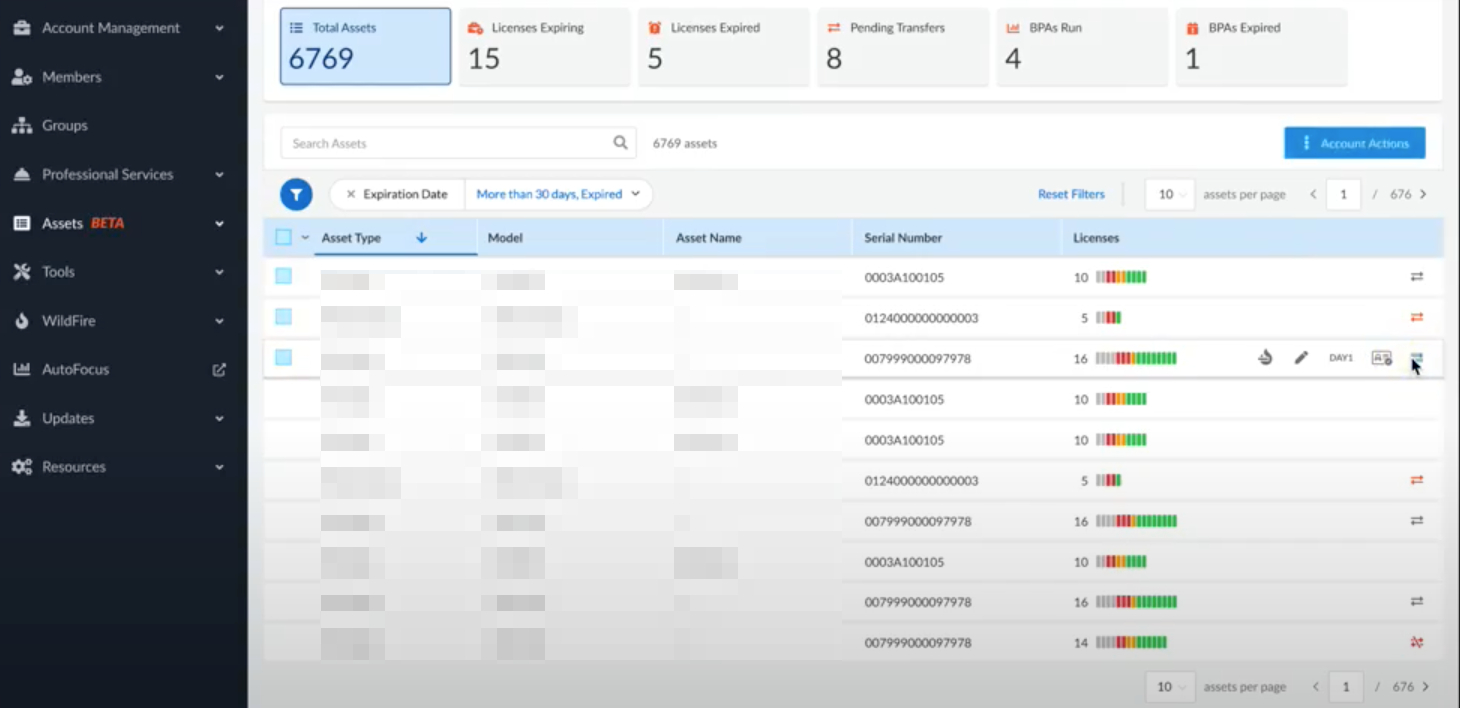 Account Management
Members
Groups
Professional Services
Assets BETA
Tools
WildFire
AutoFocus
Updates
Resources
Total Assets
6769
Licenses Expiring
15
Licenses Expired
5
Pending Transfers
8
BPAs Run
4
BPAs Expired
1
Search Assets
6769 assets
Account Actions
Expiration Date More than 30 days, Expired
Reset Filters 10 assets per page 1 / 676
Asset Type Model Asset Name Serial Number Licenses
0003A100105 10
0124000000000003 5
007999000097978 16 DAY1
0003A100105 10
0003A100105 10
0124000000000003 5
007999000097978 16
0003A100105 10
007999000097978 16
007999000097978 14
10 assets per page 1 / 676